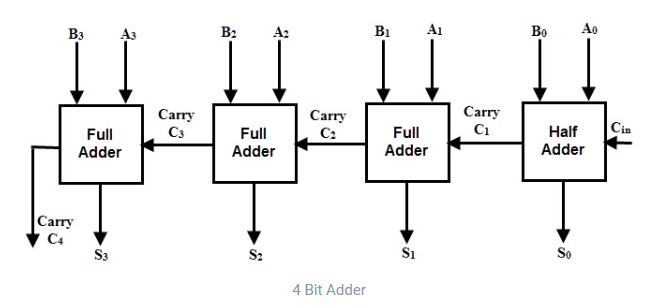 B3 A3 B2 A2 B1 A1 B0 A0
Carry C3
Carry C2
Carry C1
Cin
Full Adder
Full Adder
Full Adder
Half Adder
Carry C4
S3 S2 S1 S0
4 Bit Adder